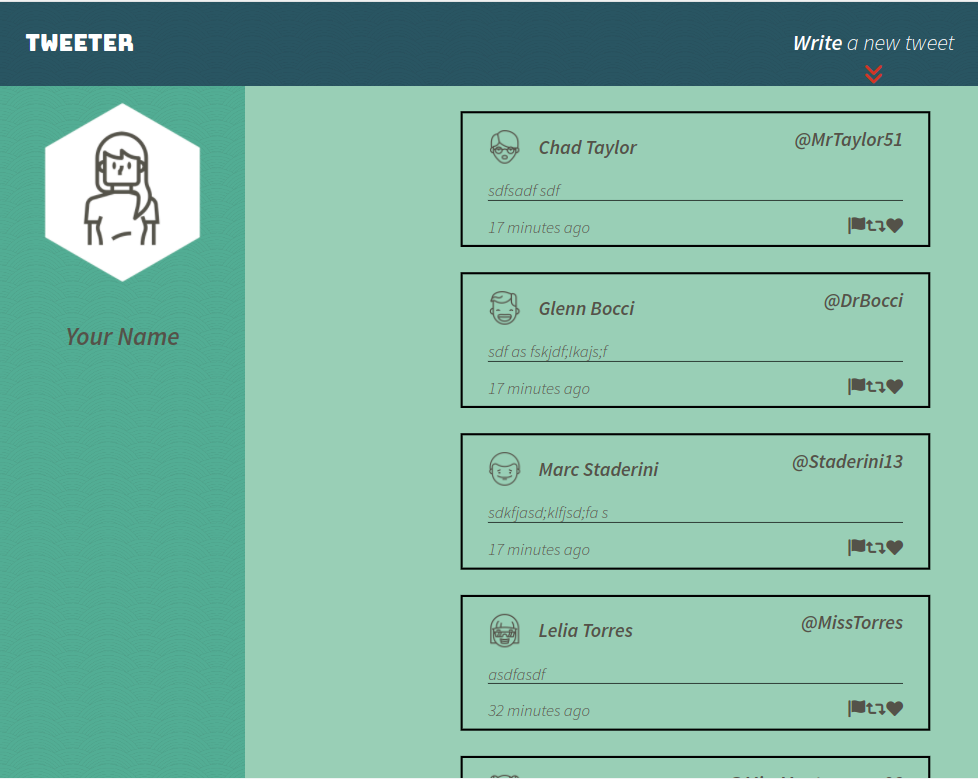 TWEETER
Write a new tweet
Your Name
Chad Taylor @MrTaylor51
sdfsadf sdf
17 minutes ago
Glenn Bocci @DrBocci
sdf as fskjdf;lkajs;f
17 minutes ago
Marc Staderini @Staderini13
sdkfjasd;klfjsd;fa s
17 minutes ago
Lelia Torres @MissTorres
asdfasdf
32 minutes ago